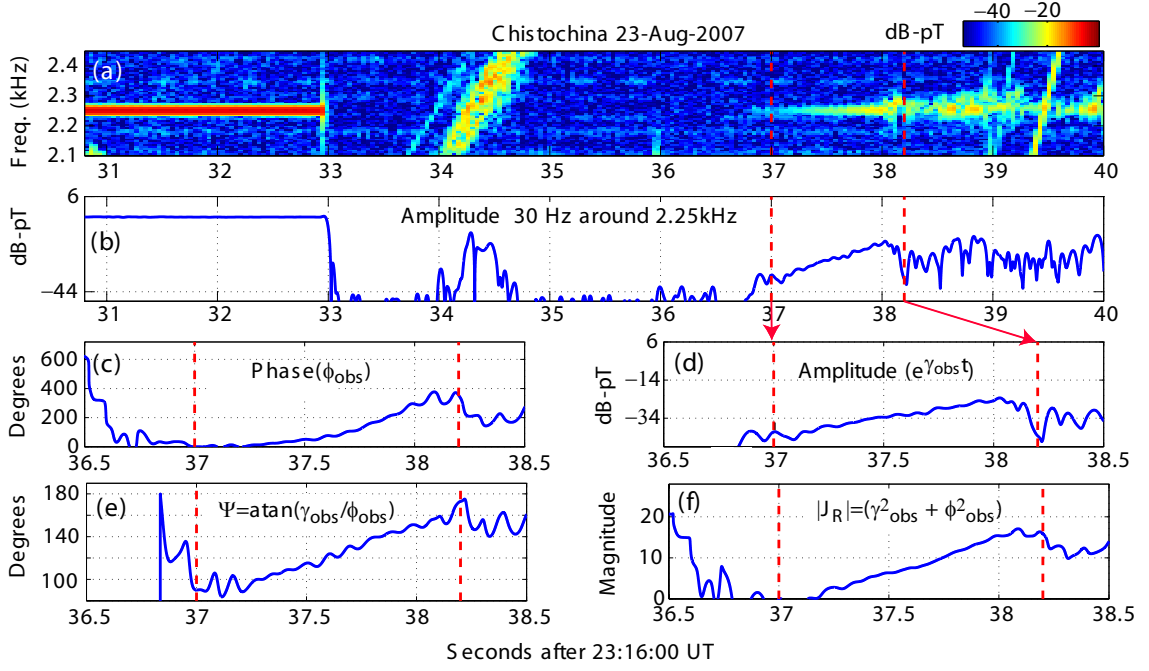 Chistochina 23-Aug-2007
dB-pT
−40 −20
Freq. (kHz)
2.4
2.3
2.2
2.1
(a)
31 32 33 34 35 36 37 38 39 40
dB-pT
6
−44
(b)
Amplitude 30 Hz around 2.25kHz
31 32 33 34 35 36 37 38 39 40
Degrees
600
400
200
0
(c)
Phase(ϕobs)
36.5 37 37.5 38 38.5
dB-pT
6
−14
−34
(d)
Amplitude (e^γobs t)
36.5 37 37.5 38 38.5
Degrees
180
140
100
(e)
Ψ=atan(γobs/ϕobs)
36.5 37 37.5 38 38.5
Magnitude
20
10
0
(f)
|JR|=(γ²obs + ϕ²obs)
36.5 37 37.5 38 38.5
Seconds after 23:16:00 UT